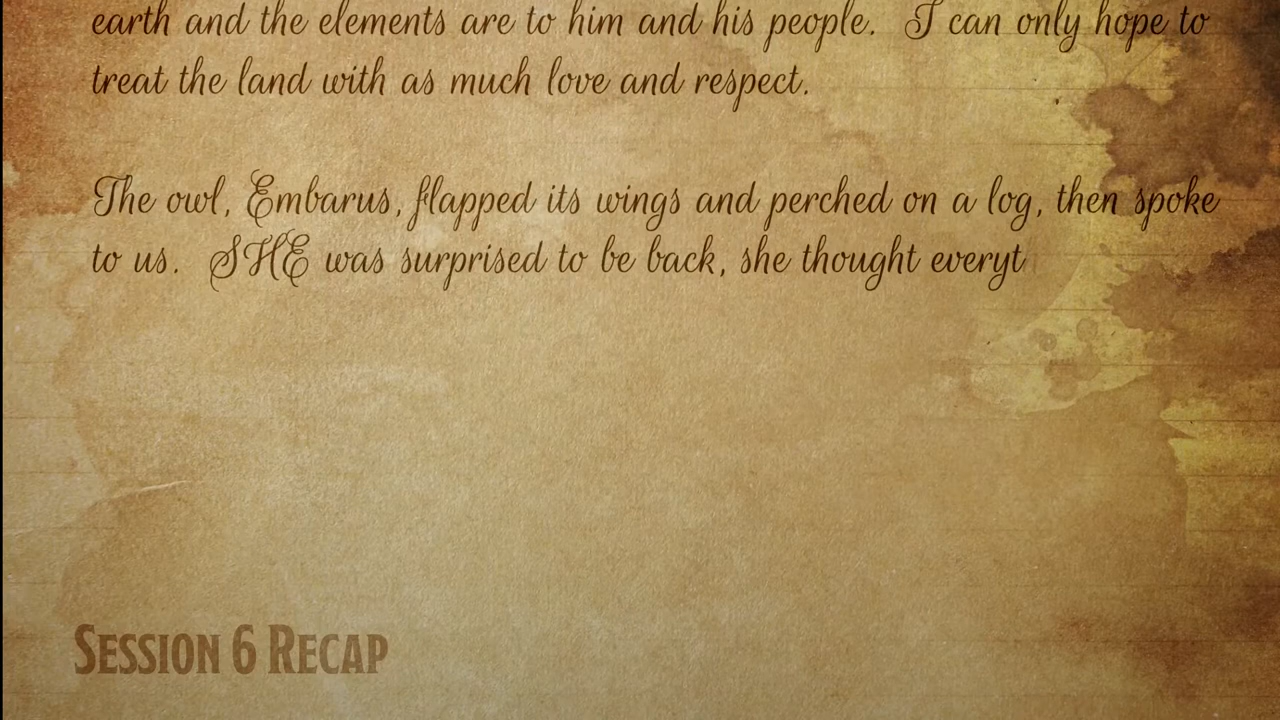 earth and the elements are to him and his people.  I can only hope to
treat the land with as much love and respect.
The owl, Embarus, flapped its wings and perched on a log, then spoke
to us.  SHE was surprised to be back, she thought everyt
SESSION 6 RECAP